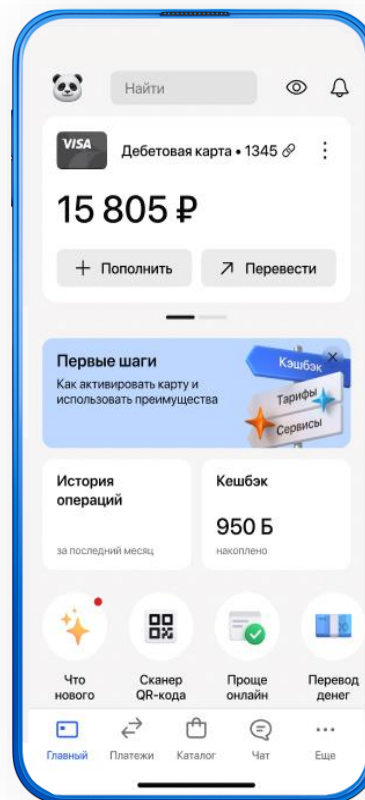 Найти
VISA
Дебетовая карта • 1345
15 805 ₽
Пополнить
Перевести
Первые шаги
Как активировать карту и
использовать преимущества
Кэшбэк
Тарифы
Сервисы
История
операций
за последний месяц
Кешбэк
950 Б
накоплено
Что
нового
Сканер
QR-кода
Проще
онлайн
Перевод
денег
Главный
Платежи
Каталог
Чат
Еще